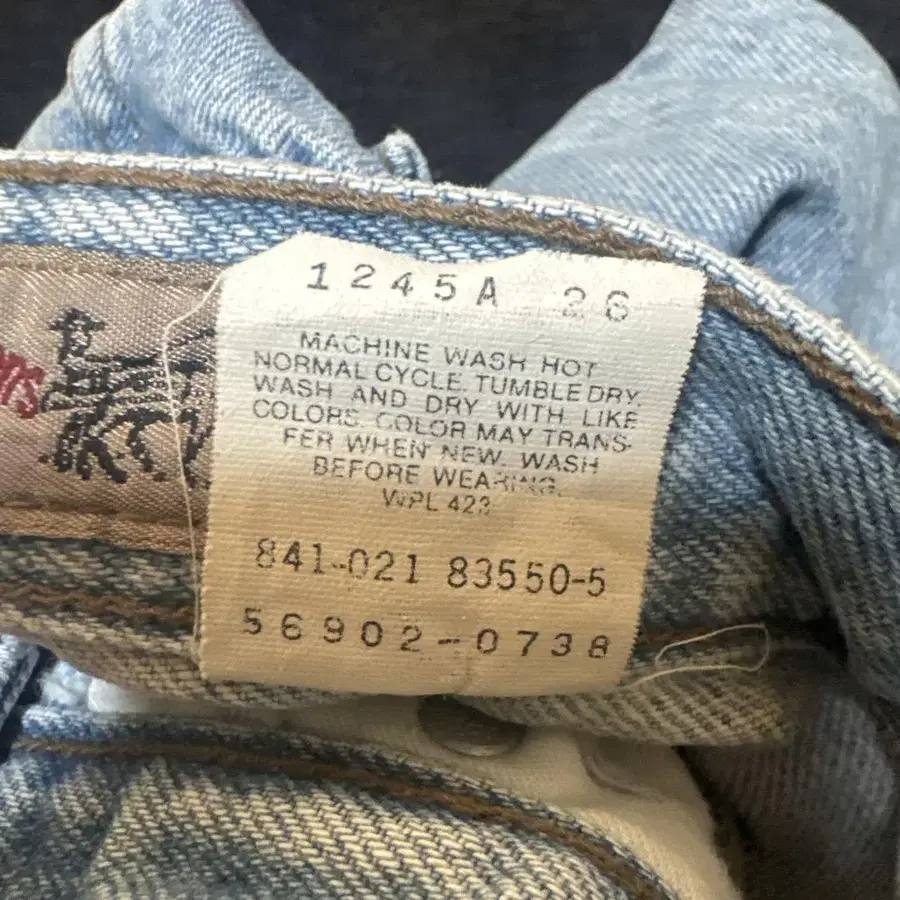 1245A 26
MACHINE WASH HOT
NORMAL CYCLE. TUMBLE DRY.
WASH AND DRY WITH LIKE
COLORS. COLOR MAY TRANS-
FER WHEN NEW. WASH
BEFORE WEARING.
WPL 423
841-021 83550-5
56902-0738